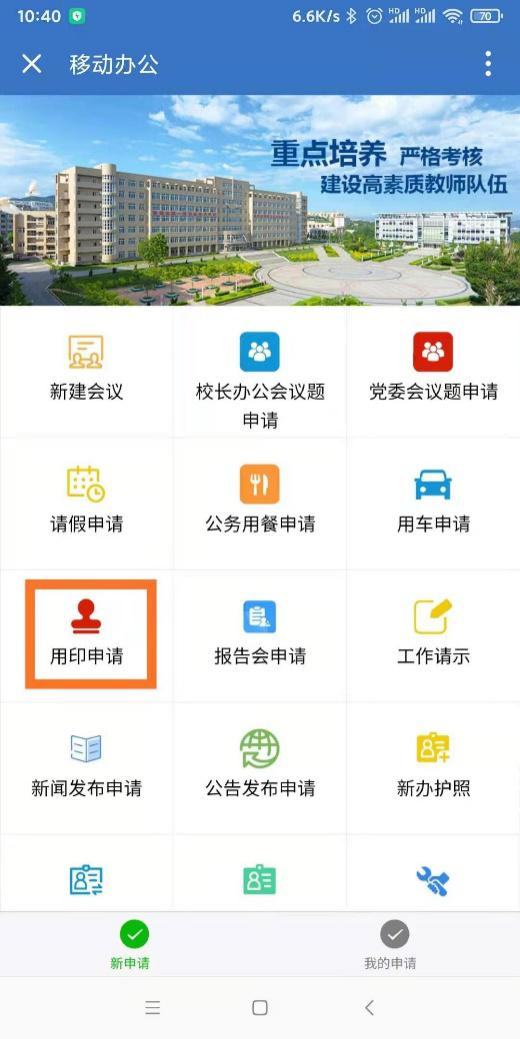 10:40 6.6K/s HD HD 70
移动办公
重点培养 严格考核
建设高素质教师队伍
新建会议 校长办公会议题 党委会议题申请
申请
请假申请 公务用餐申请 用车申请
用印申请 报告会申请 工作请示
新闻发布申请 公告发布申请 新办护照
新申请 我的申请